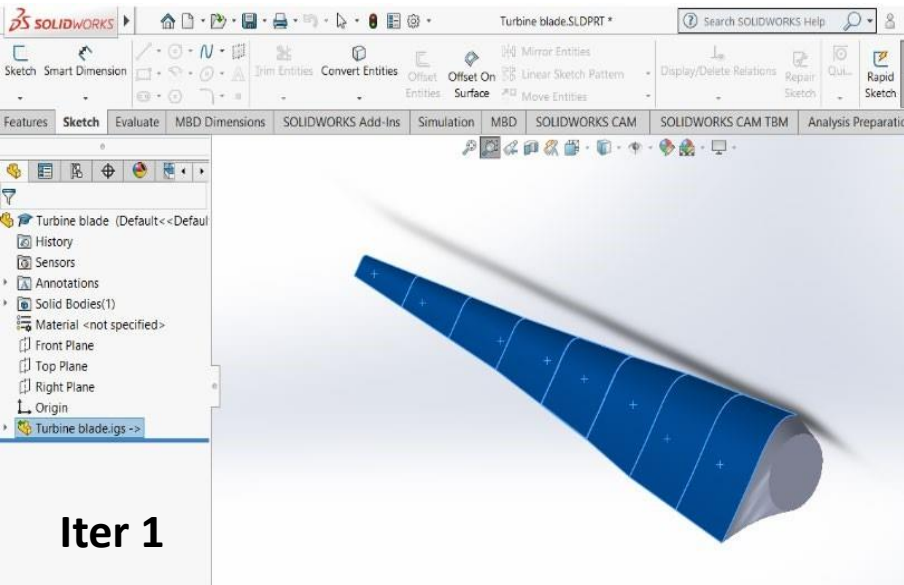 SOLIDWORKS
Turbine blade.SLDPRT *
Search SOLIDWORKS Help
Sketch
Smart Dimension
Trim Entities
Convert Entities
Offset Entities
Offset On Surface
Mirror Entities
Linear Sketch Pattern
Move Entities
Display/Delete Relations
Repair Sketch
Qui...
Rapid Sketch
Features
Sketch
Evaluate
MBD Dimensions
SOLIDWORKS Add-Ins
Simulation
MBD
SOLIDWORKS CAM
SOLIDWORKS CAM TBM
Analysis Preparatio
Turbine blade (Default<<Defaul
History
Sensors
Annotations
Solid Bodies(1)
Material <not specified>
Front Plane
Top Plane
Right Plane
Origin
Turbine blade.igs ->
Iter 1